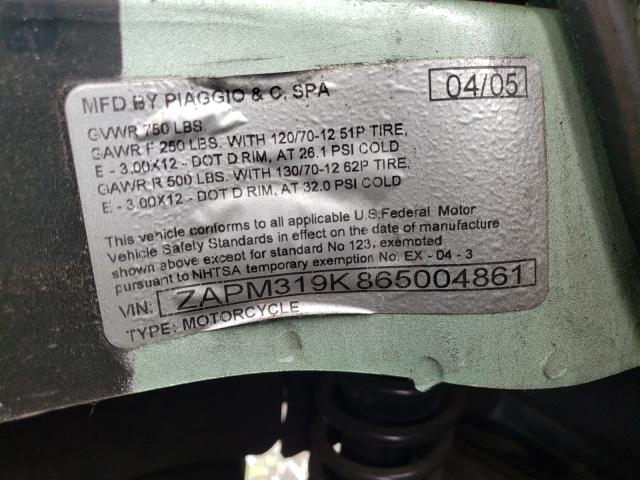 MFD BY PIAGGIO & C. SPA 04/05
GVWR 750 LBS.
GAWR F 250 LBS. WITH 120/70-12 51P TIRE,
E - 3.00X12 - DOT D RIM, AT 26.1 PSI COLD
GAWR R 500 LBS. WITH 130/70-12 62P TIRE,
E - 3.00X12 - DOT D RIM, AT 32.0 PSI COLD
This vehicle conforms to all applicable U.S.Federal Motor
Vehicle Safety Standards in effect on the date of manufacture
shown above except for standard No 123, exempted
pursuant to NHTSA temporary exemption No. EX - 04 - 3
VIN: ZAPM319K865004861
TYPE: MOTORCYCLE